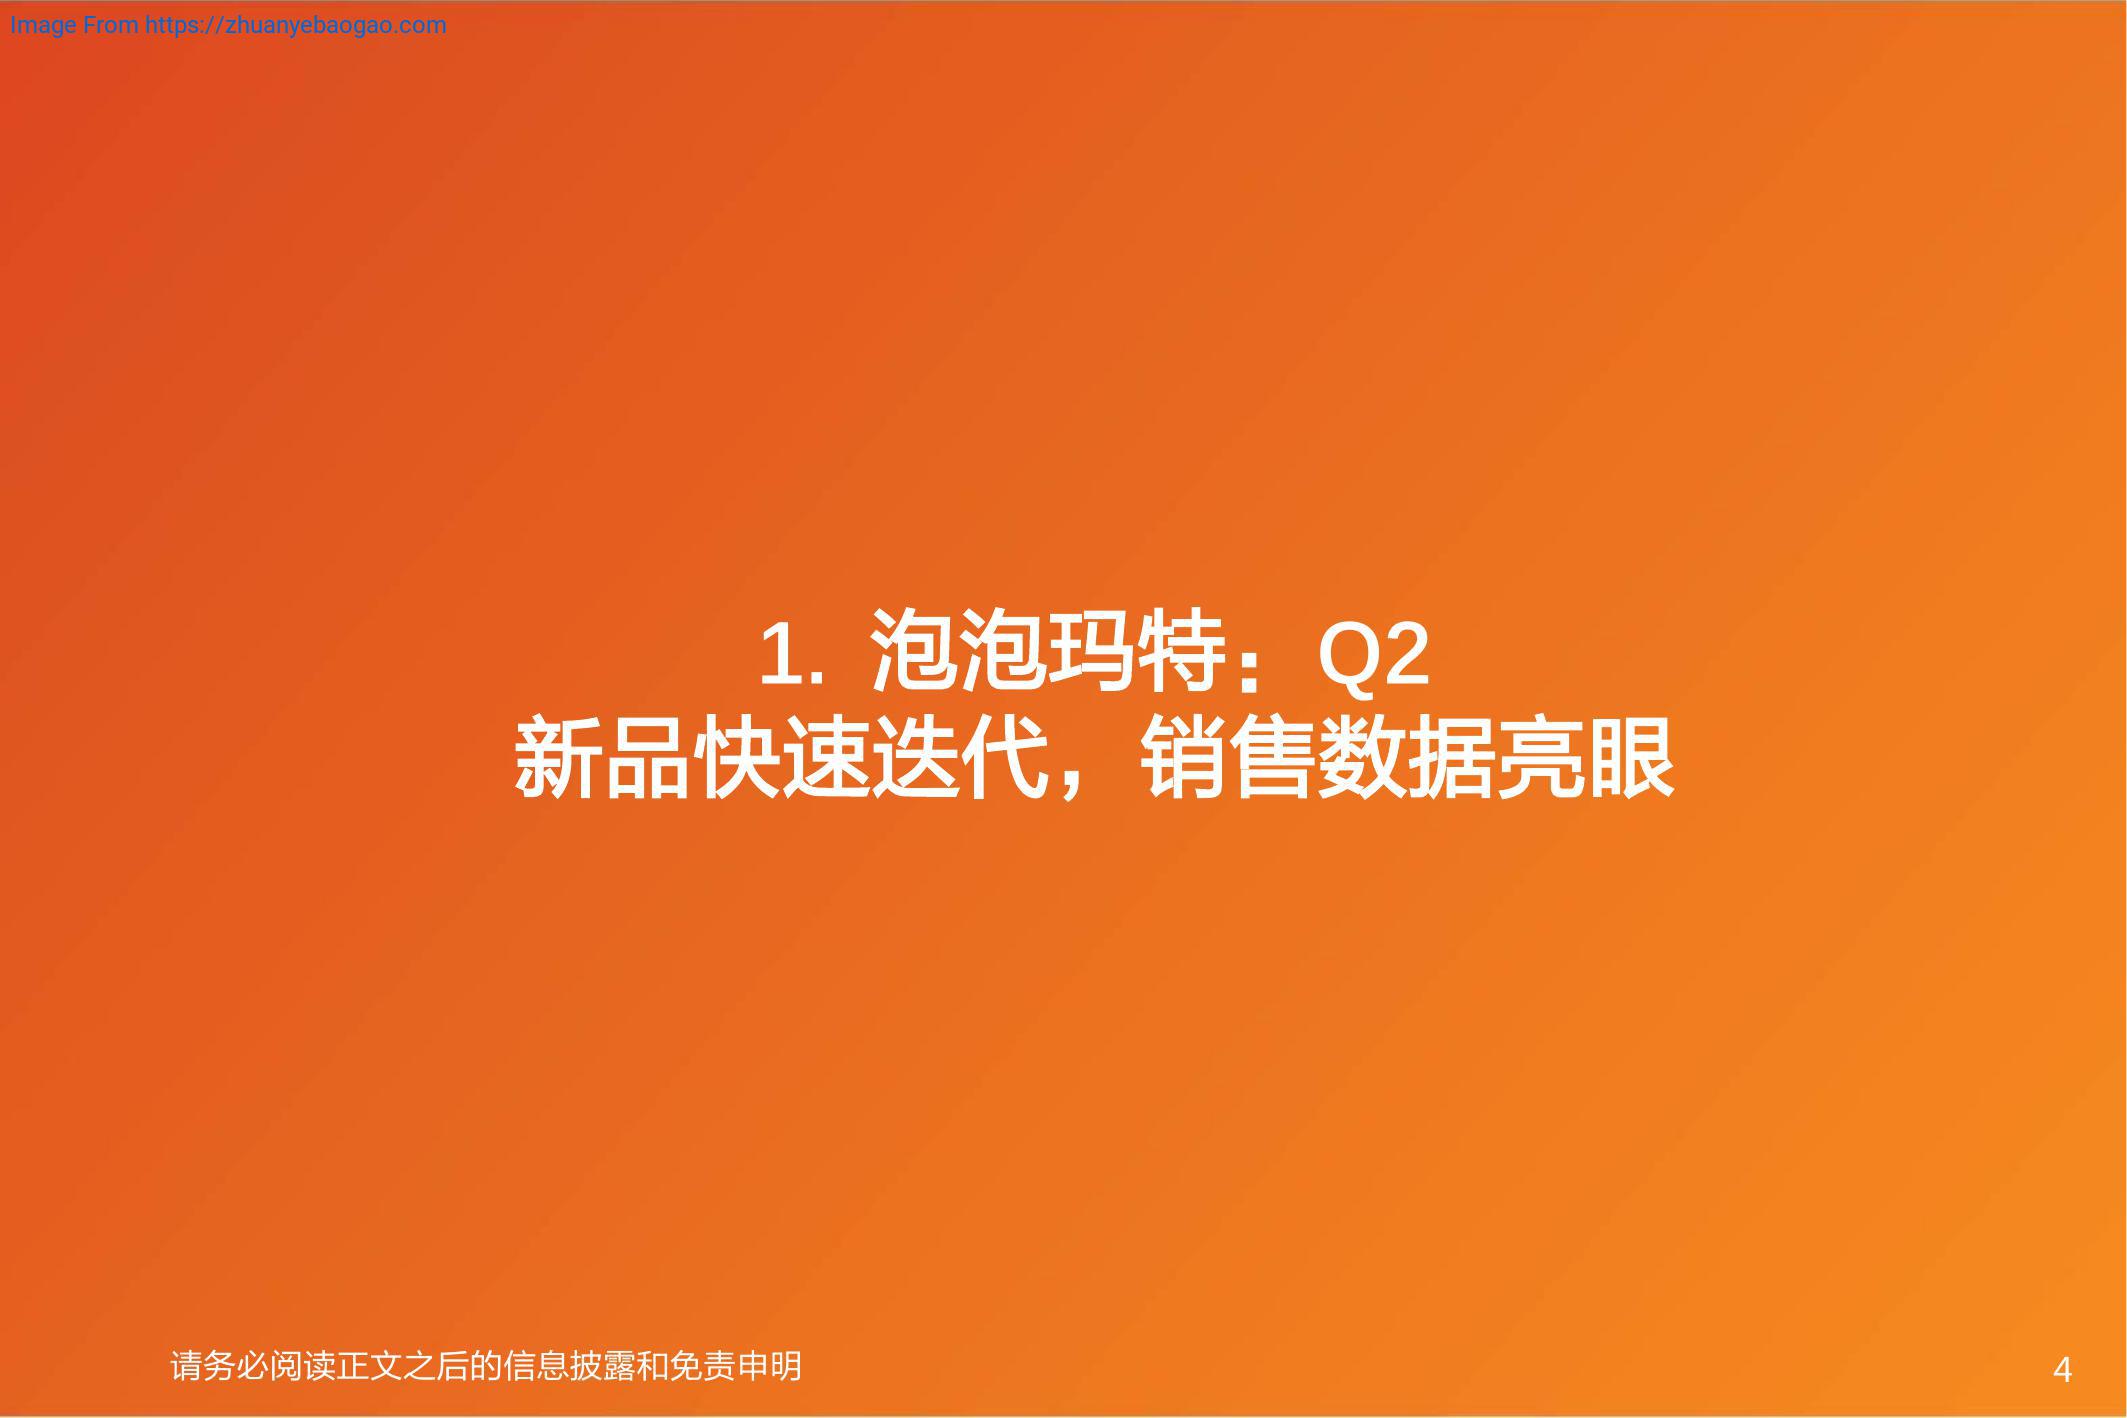 Image From https://zhuanyebaogao.com
1. 泡泡玛特：Q2
新品快速迭代，销售数据亮眼
请务必阅读正文之后的信息披露和免责申明
4